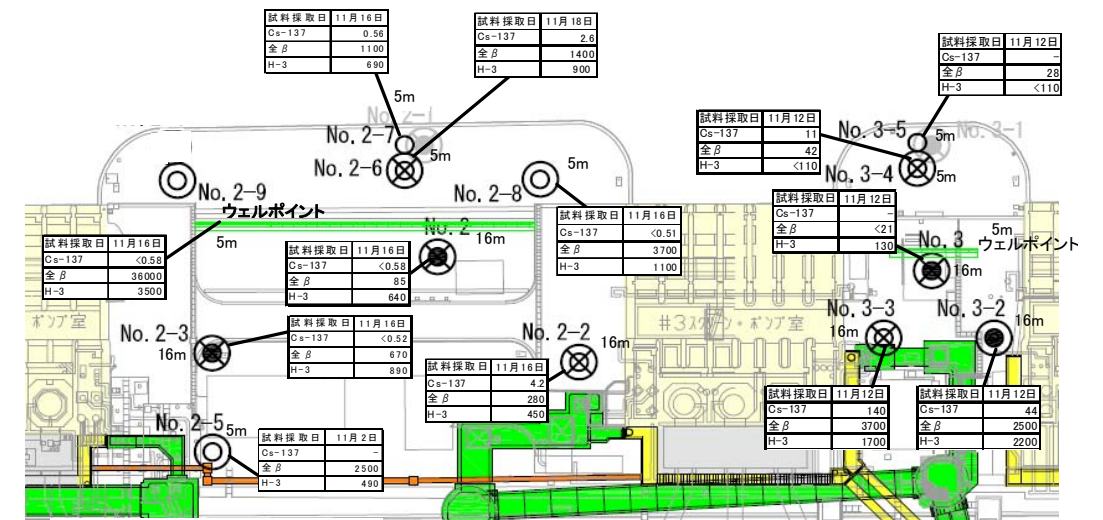 試料採取日 11月16日
Cs-137 0.56
全β 1100
H-3 690
試料採取日 11月18日
Cs-137 2.6
全β 1400
H-3 900
試料採取日 11月12日
Cs-137 -
全β 28
H-3 <110
5m
No. 2-7
No. 2-6
5m
試料採取日 11月12日
Cs-137 11
全β 42
H-3 <110
No. 3-5
5m
No. 3-1
No. 3-4
5m
No. 2-9
No. 2-8
5m
ウェルポイント
5m
試料採取日 11月16日
Cs-137 <0.58
全β 36000
H-3 3500
No. 2
16m
試料採取日 11月16日
Cs-137 <0.58
全β 85
H-3 640
試料採取日 11月16日
Cs-137 <0.51
全β 3700
H-3 1100
試料採取日 11月12日
Cs-137 -
全β <21
H-3 130
No. 3
16m
5m
ウェルポイント
ポンプ室
No. 2-3
16m
試料採取日 11月16日
Cs-137 <0.52
全β 670
H-3 890
No. 2-2
16m
試料採取日 11月16日
Cs-137 4.2
全β 280
H-3 450
#3スクリーン・ポンプ室
No. 3-3
16m
No. 3-2
16m
試料採取日 11月12日
Cs-137 140
全β 3700
H-3 1700
試料採取日 11月12日
Cs-137 44
全β 2500
H-3 2200
No. 2-5
5m
試料採取日 11月2日
Cs-137 -
全β 2500
H-3 490